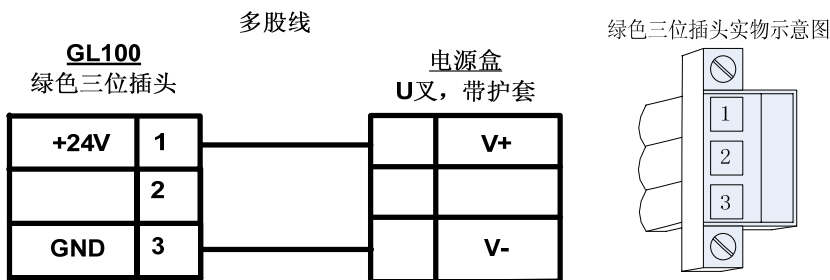 多股线
绿色三位插头实物示意图
GL100
绿色三位插头
电源盒
U叉，带护套
+24V 1 V+
2
GND 3 V-
1
2
3